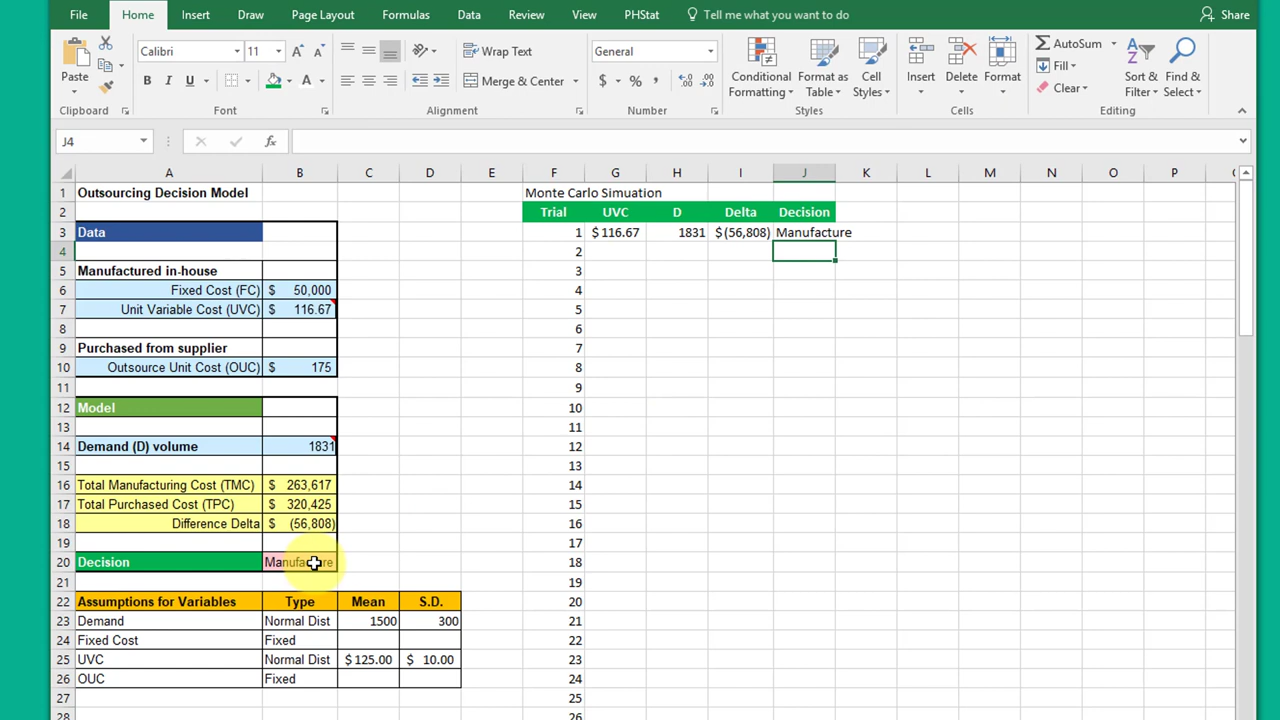 File Home Insert Draw Page Layout Formulas Data Review View PHStat Tell me what you want to do Share
Calibri 11 A A Wrap Text General AutoSum
Fill
Paste B I U A Merge & Center $ % , Conditional Formatting Format as Table Cell Styles Insert Delete Format Clear Sort & Filter Find & Select
Clipboard Font Alignment Number Styles Cells Editing
J4 fx
A B C D E F G H I J K L M N O P
1 Outsourcing Decision Model Monte Carlo Simuation
2 Trial UVC D Delta Decision
3 Data 1 $ 116.67 1831 $ (56,808) Manufacture
4 2
5 Manufactured in-house 3
6 Fixed Cost (FC) $ 50,000 4
7 Unit Variable Cost (UVC) $ 116.67 5
8 6
9 Purchased from supplier 7
10 Outsource Unit Cost (OUC) $ 175 8
11 9
12 Model 10
13 11
14 Demand (D) volume 1831 12
15 13
16 Total Manufacturing Cost (TMC) $ 263,617 14
17 Total Purchased Cost (TPC) $ 320,425 15
18 Difference Delta $ (56,808) 16
19 17
20 Decision Manufacture 18
21 19
22 Assumptions for Variables Type Mean S.D. 20
23 Demand Normal Dist 1500 300 21
24 Fixed Cost Fixed 22
25 UVC Normal Dist $ 125.00 $ 10.00 23
26 OUC Fixed 24
27 25
28 26